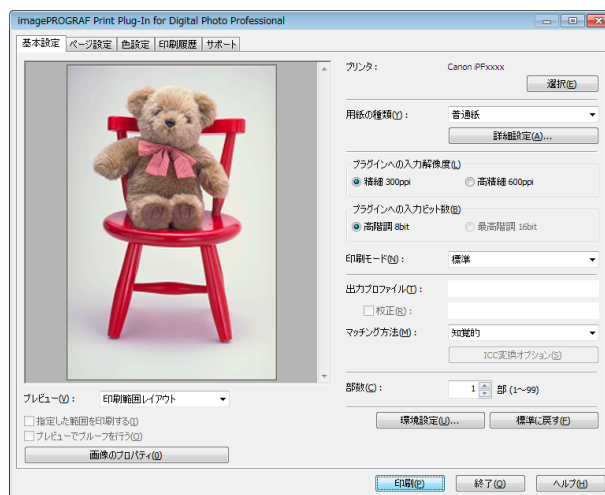 imagePROGRAF Print Plug-In for Digital Photo Professional
基本設定 ページ設定 色設定 印刷履歴 サポート
プリンタ： Canon iPFxxxx
選択(E)
用紙の種類(Y)： 普通紙
詳細設定(A)...
プラグインへの入力解像度(L)
精細 300ppi 高精細 600ppi
プラグインへの入力ビット数(B)
高階調 8bit 最高階調 16bit
印刷モード(N)： 標準
出力プロファイル(T)：
校正(R)：
マッチング方法(M)： 知覚的
ICC変換オプション(S)
部数(C)： 1 部 (1～99)
環境設定(U)... 標準に戻す(F)
プレビュー(V)： 印刷範囲レイアウト
指定した範囲を印刷する(I)
プレビューでプルーフを行う(O)
画像のプロパティ(0)
印刷(P) 終了(Q) ヘルプ(H)